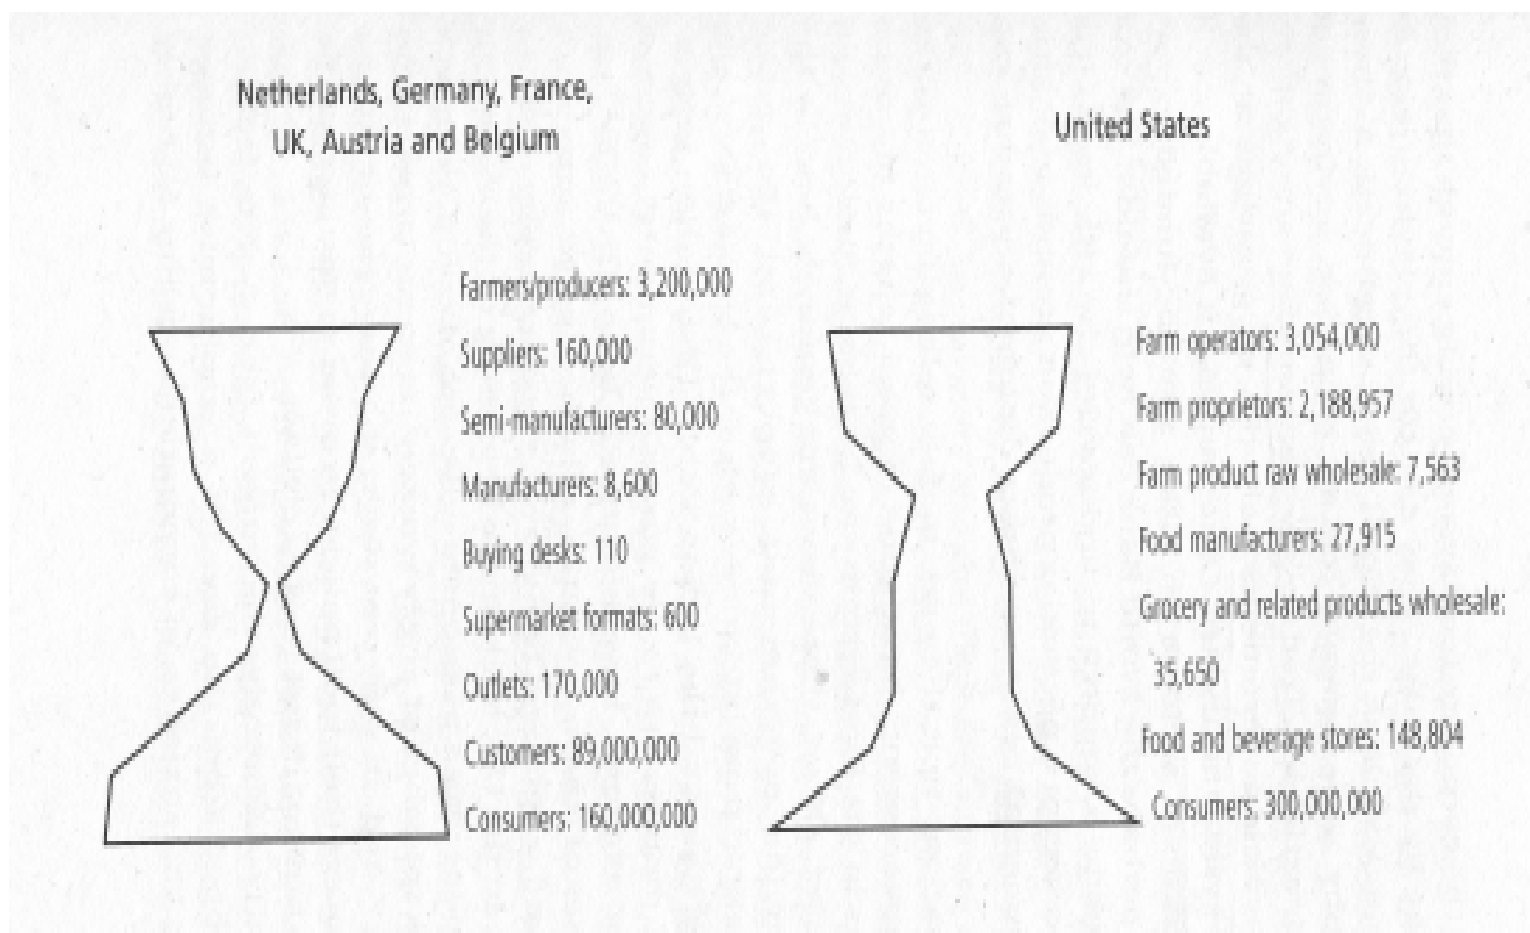 Netherlands, Germany, France,
UK, Austria and Belgium
Farmers/producers: 3,200,000
Suppliers: 160,000
Semi-manufacturers: 80,000
Manufacturers: 8,600
Buying desks: 110
Supermarket formats: 600
Outlets: 170,000
Customers: 89,000,000
Consumers: 160,000,000
United States
Farm operators: 3,054,000
Farm proprietors: 2,188,957
Farm product raw wholesale: 7,563
Food manufacturers: 27,915
Grocery and related products wholesale:
35,650
Food and beverage stores: 148,804
Consumers: 300,000,000